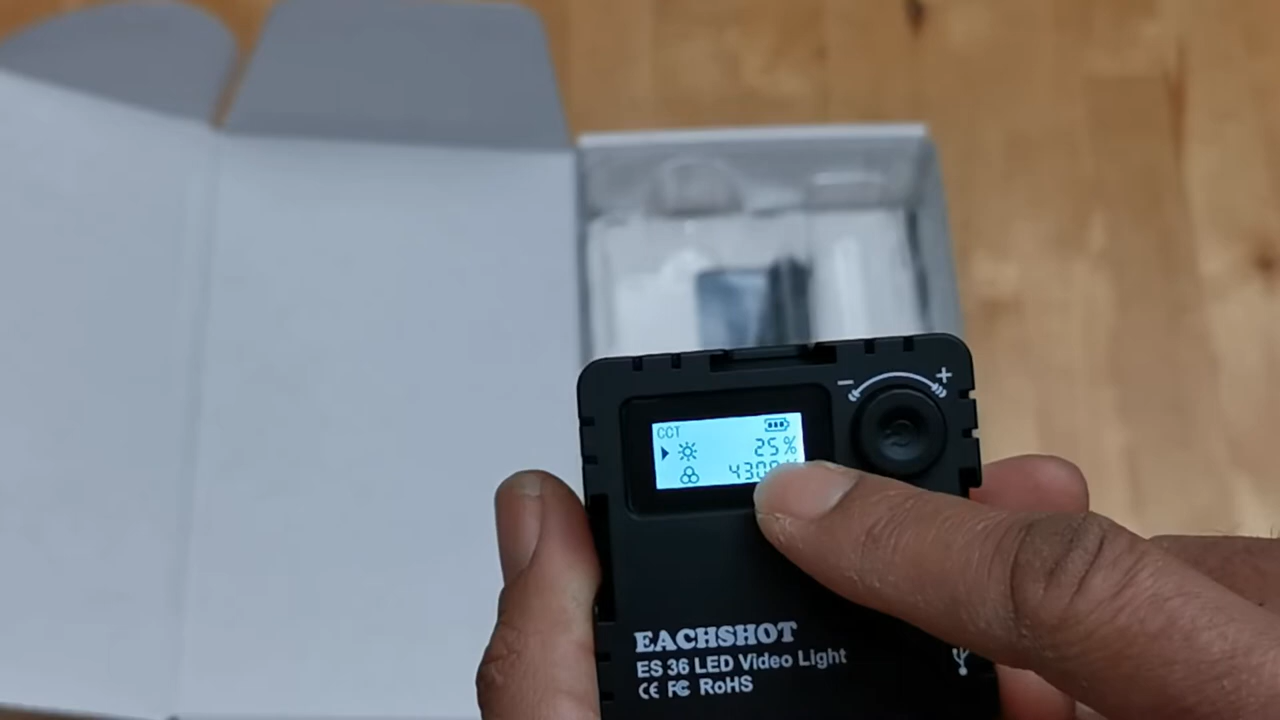 − +
CCT
25%
EACHSHOT
ES 36 LED Video Light
CE FC RoHS